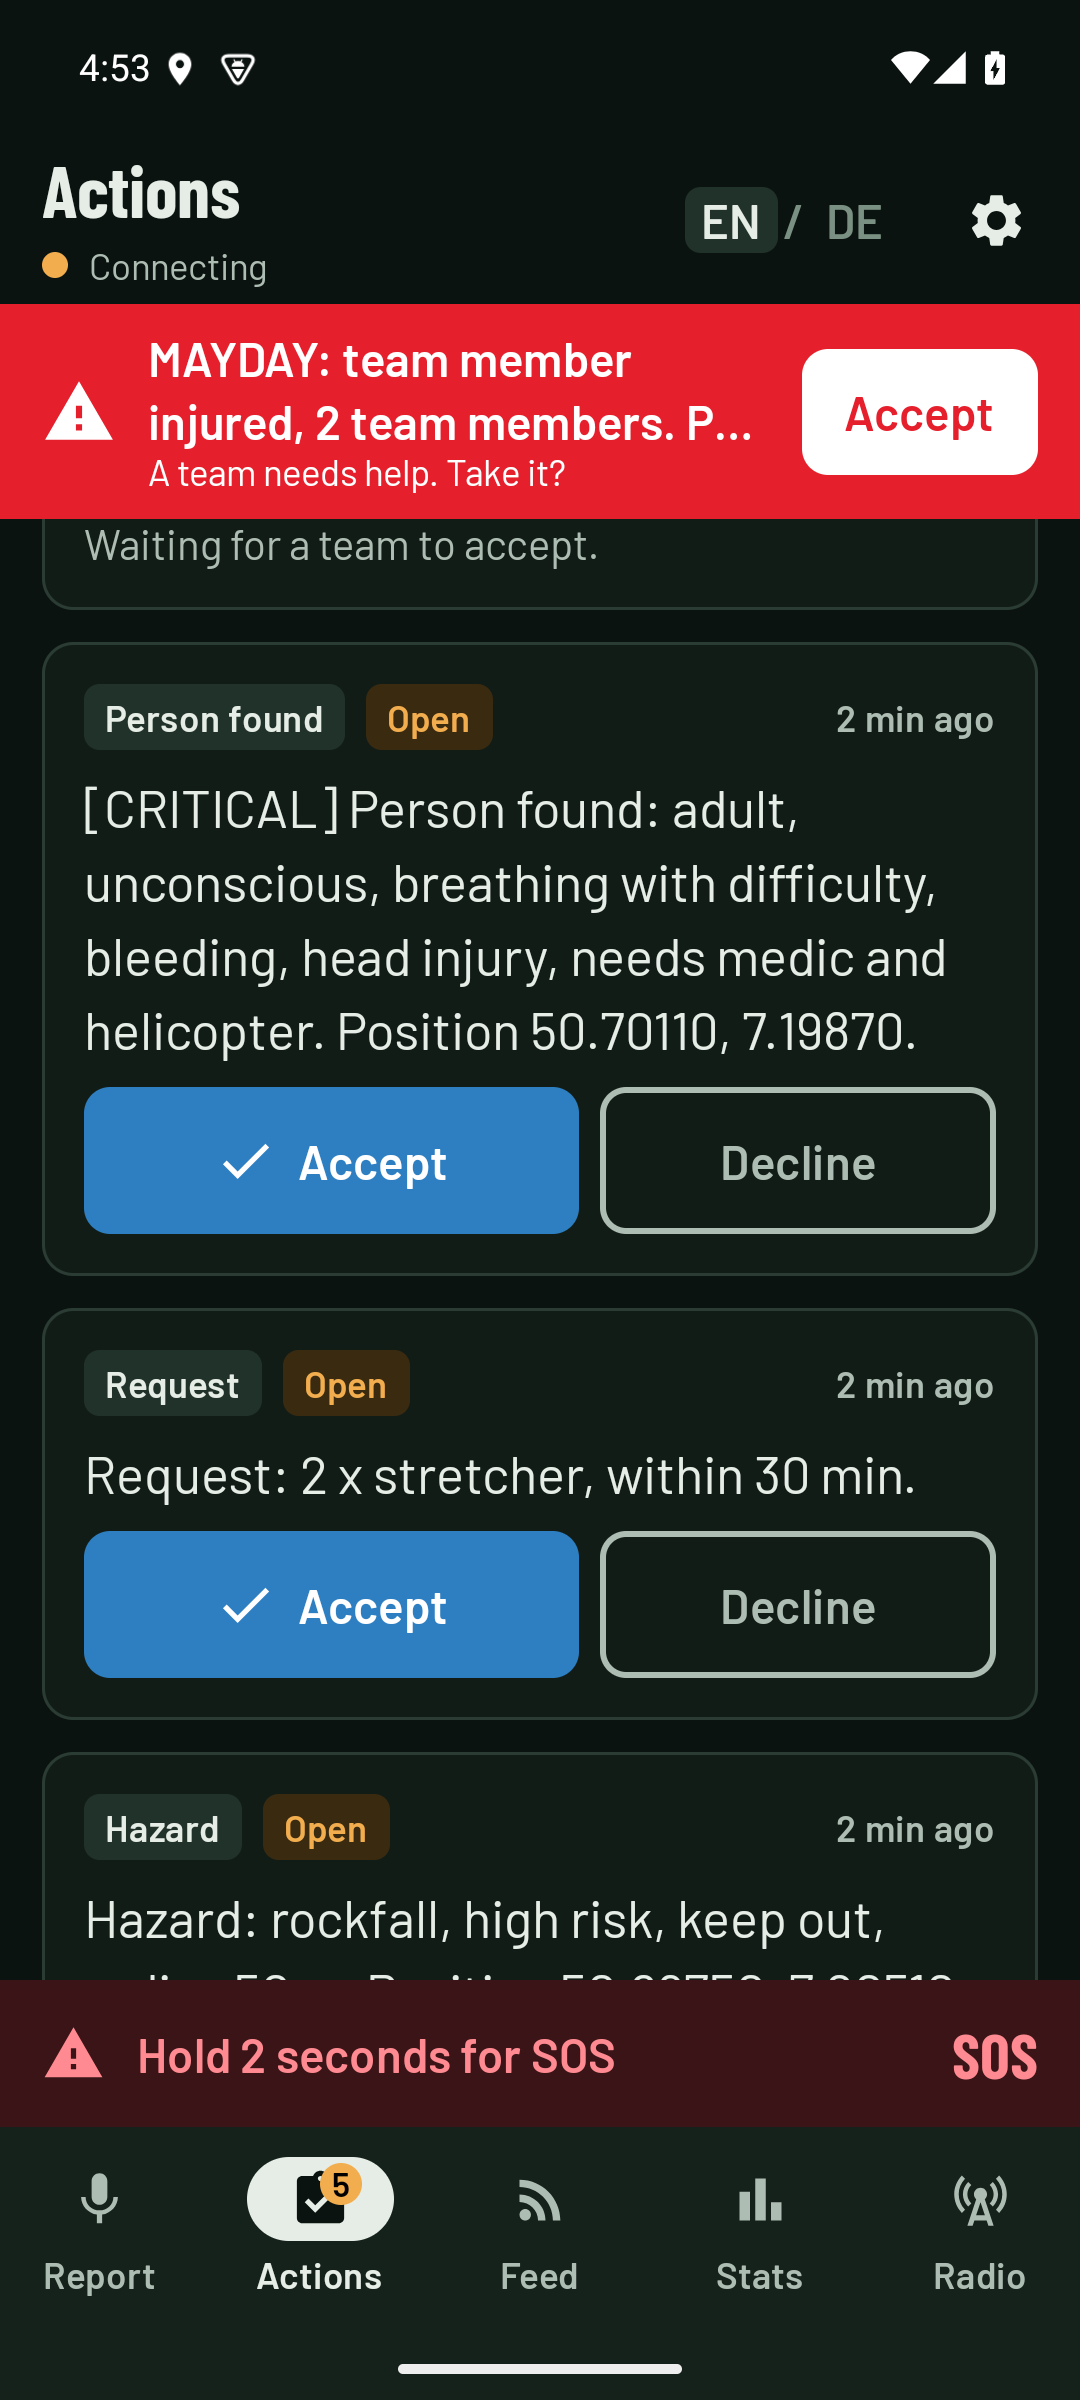 4:53
Actions
EN / DE
Connecting
MAYDAY: team member
injured, 2 team members. P...
A team needs help. Take it?
Accept
Waiting for a team to accept.
Person found
Open
2 min ago
[CRITICAL] Person found: adult,
unconscious, breathing with difficulty,
bleeding, head injury, needs medic and
helicopter. Position 50.70110, 7.19870.
Accept
Decline
Request
Open
2 min ago
Request: 2 x stretcher, within 30 min.
Accept
Decline
Hazard
Open
2 min ago
Hazard: rockfall, high risk, keep out,
Hold 2 seconds for SOS
SOS
5
Report
Actions
Feed
Stats
Radio